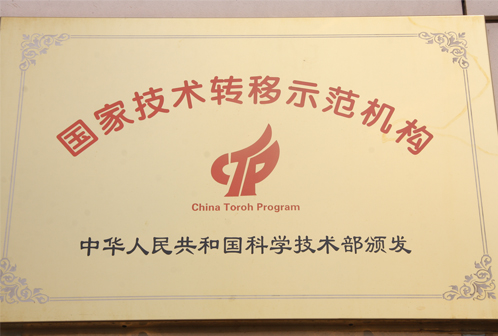 国家技术转移示范机构
CTP
China Toroh Program
中华人民共和国科学技术部颁发